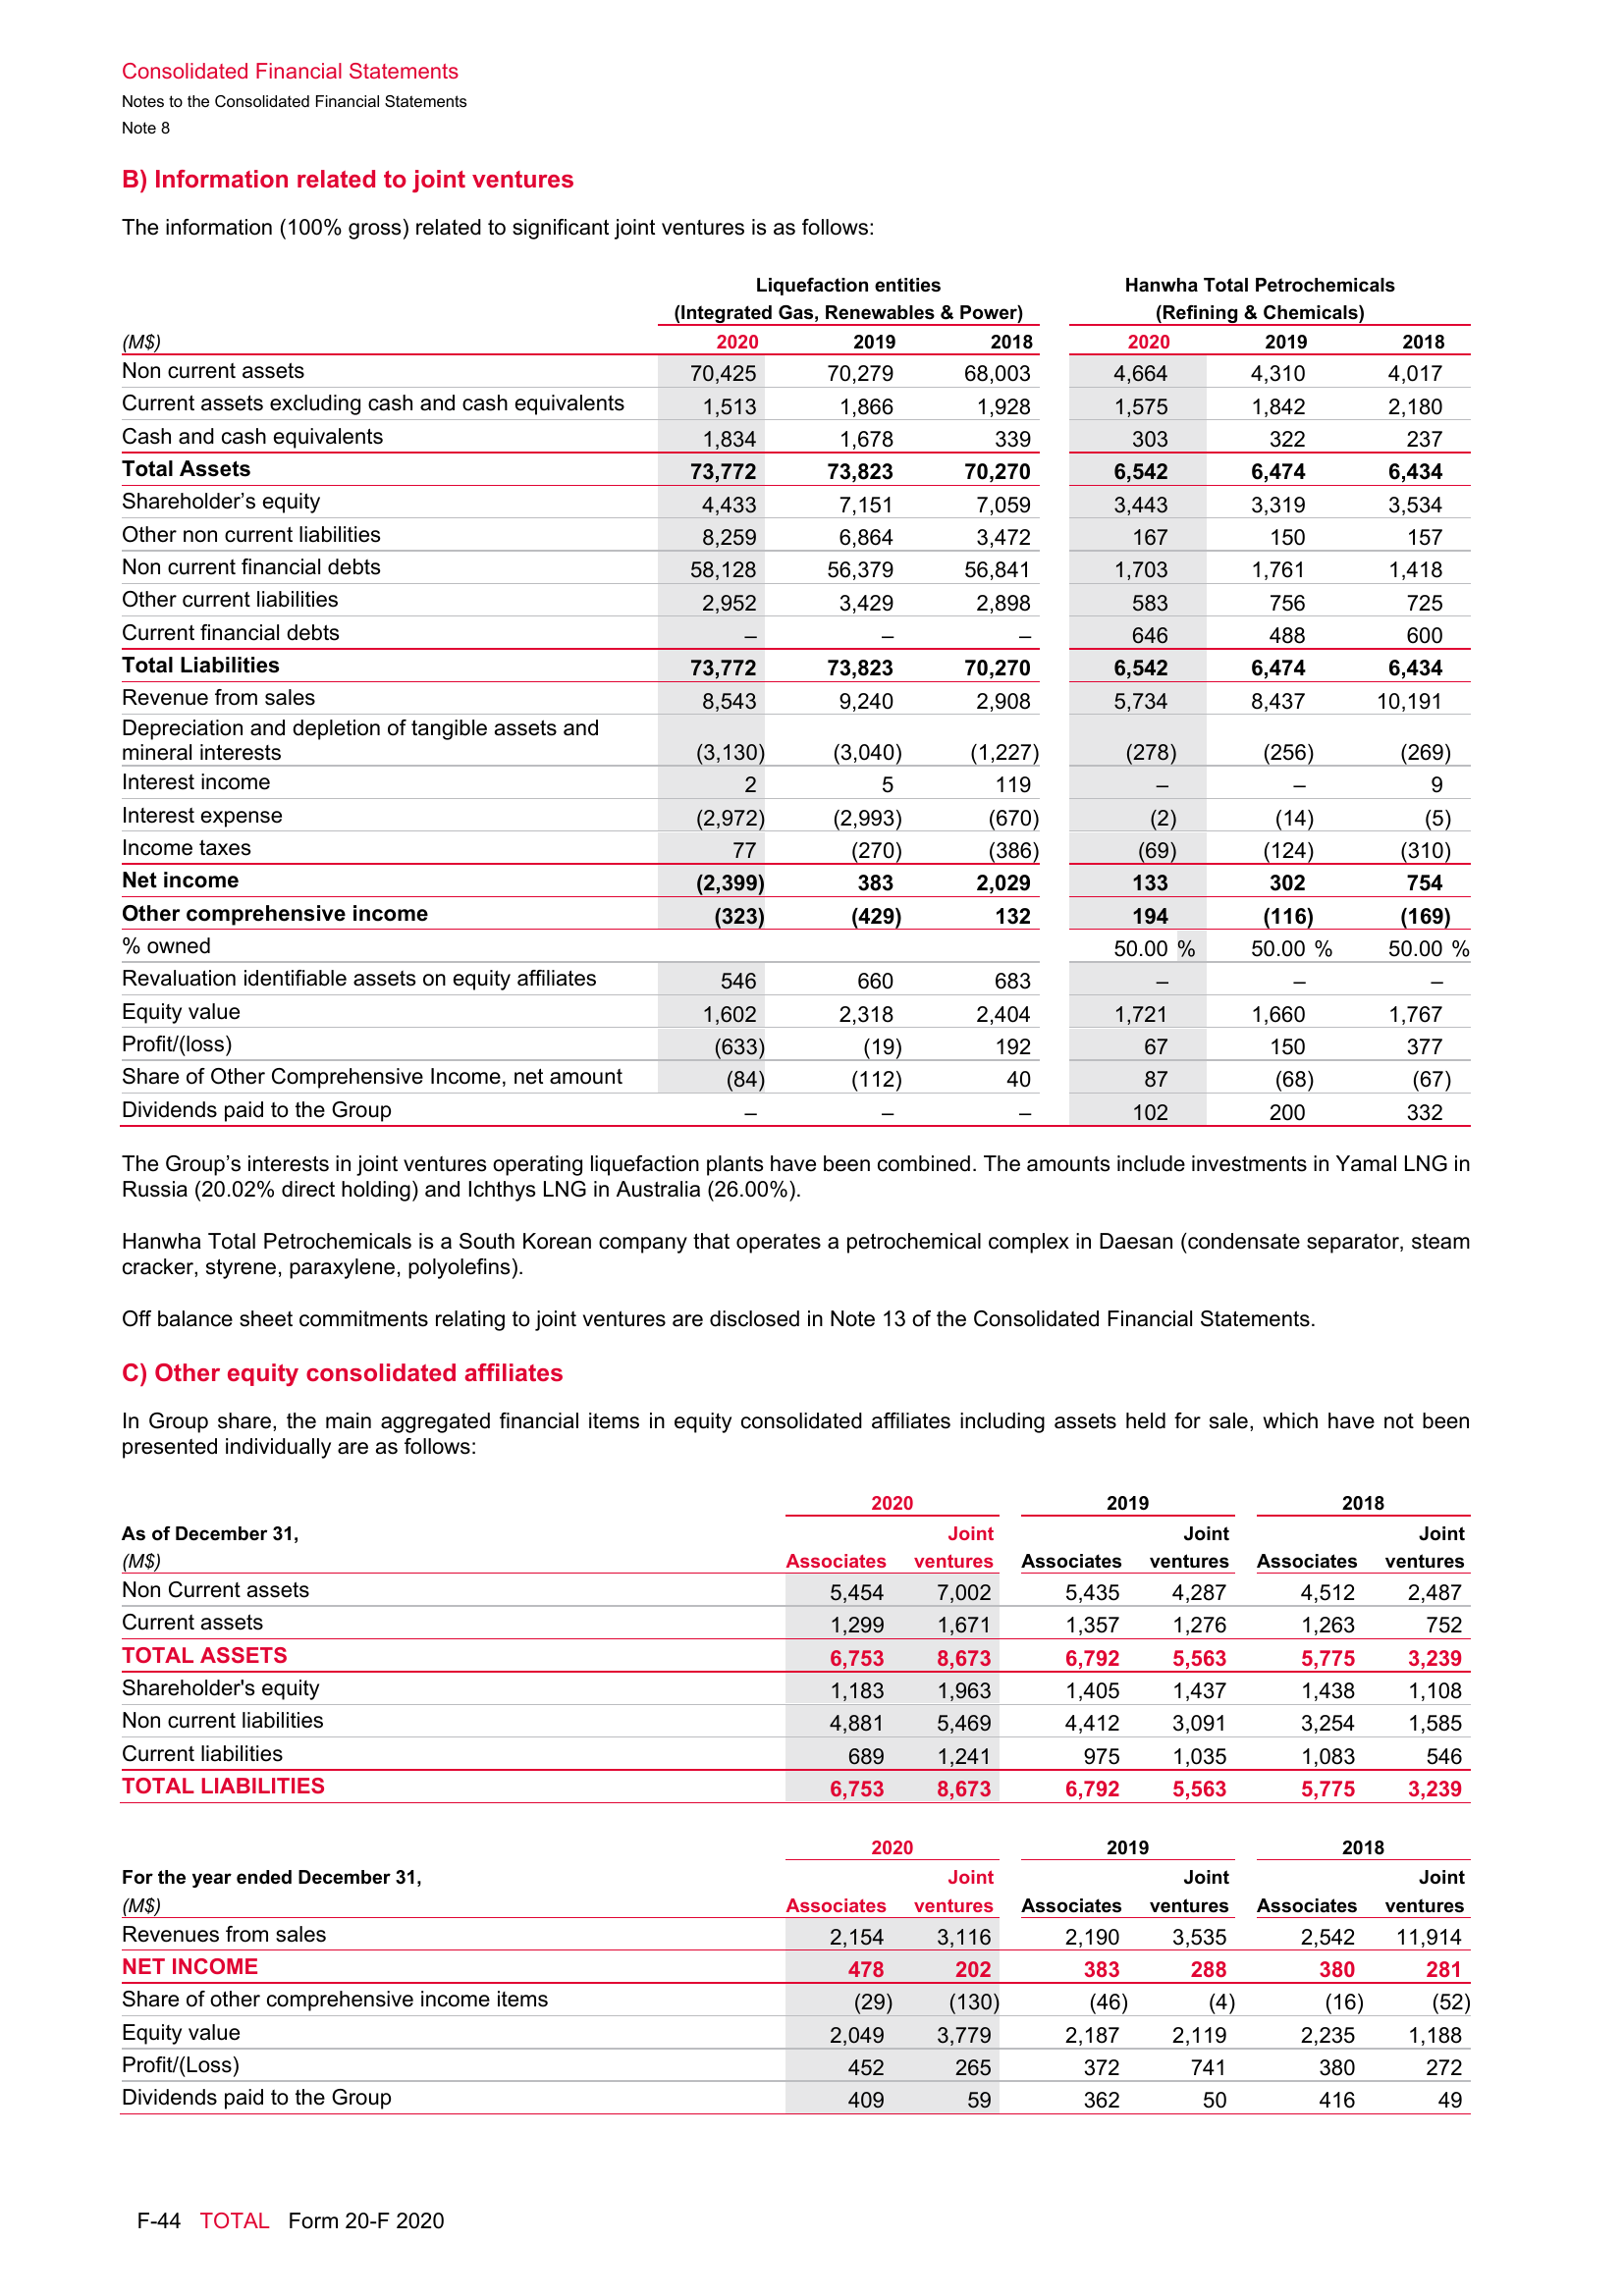 Consolidated Financial Statements
Notes to the Consolidated Financial Statements
Note 8
B) Information related to joint ventures
The information (100% gross) related to significant joint ventures is as follows:
Liquefaction entities Hanwha Total Petrochemicals
(Integrated Gas, Renewables & Power) (Refining & Chemicals)
(M$) 2020 2019 2018 2020 2019 2018
Non current assets 70,425 70,279 68,003 4,664 4,310 4,017
Current assets excluding cash and cash equivalents 1,513 1,866 1,928 1,575 1,842 2,180
Cash and cash equivalents 1,834 1,678 339 303 322 237
Total Assets 73,772 73,823 70,270 6,542 6,474 6,434
Shareholder’s equity 4,433 7,151 7,059 3,443 3,319 3,534
Other non current liabilities 8,259 6,864 3,472 167 150 157
Non current financial debts 58,128 56,379 56,841 1,703 1,761 1,418
Other current liabilities 2,952 3,429 2,898 583 756 725
Current financial debts – – – 646 488 600
Total Liabilities 73,772 73,823 70,270 6,542 6,474 6,434
Revenue from sales 8,543 9,240 2,908 5,734 8,437 10,191
Depreciation and depletion of tangible assets and
mineral interests (3,130) (3,040) (1,227) (278) (256) (269)
Interest income 2 5 119 – – 9
Interest expense (2,972) (2,993) (670) (2) (14) (5)
Income taxes 77 (270) (386) (69) (124) (310)
Net income (2,399) 383 2,029 133 302 754
Other comprehensive income (323) (429) 132 194 (116) (169)
% owned 50.00 % 50.00 % 50.00 %
Revaluation identifiable assets on equity affiliates 546 660 683 – – –
Equity value 1,602 2,318 2,404 1,721 1,660 1,767
Profit/(loss) (633) (19) 192 67 150 377
Share of Other Comprehensive Income, net amount (84) (112) 40 87 (68) (67)
Dividends paid to the Group – – – 102 200 332
The Group’s interests in joint ventures operating liquefaction plants have been combined. The amounts include investments in Yamal LNG in
Russia (20.02% direct holding) and Ichthys LNG in Australia (26.00%).
Hanwha Total Petrochemicals is a South Korean company that operates a petrochemical complex in Daesan (condensate separator, steam
cracker, styrene, paraxylene, polyolefins).
Off balance sheet commitments relating to joint ventures are disclosed in Note 13 of the Consolidated Financial Statements.
C) Other equity consolidated affiliates
In Group share, the main aggregated financial items in equity consolidated affiliates including assets held for sale, which have not been
presented individually are as follows:
2020 2019 2018
As of December 31, Joint Joint Joint
(M$) Associates ventures Associates ventures Associates ventures
Non Current assets 5,454 7,002 5,435 4,287 4,512 2,487
Current assets 1,299 1,671 1,357 1,276 1,263 752
TOTAL ASSETS 6,753 8,673 6,792 5,563 5,775 3,239
Shareholder's equity 1,183 1,963 1,405 1,437 1,438 1,108
Non current liabilities 4,881 5,469 4,412 3,091 3,254 1,585
Current liabilities 689 1,241 975 1,035 1,083 546
TOTAL LIABILITIES 6,753 8,673 6,792 5,563 5,775 3,239
2020 2019 2018
For the year ended December 31, Joint Joint Joint
(M$) Associates ventures Associates ventures Associates ventures
Revenues from sales 2,154 3,116 2,190 3,535 2,542 11,914
NET INCOME 478 202 383 288 380 281
Share of other comprehensive income items (29) (130) (46) (4) (16) (52)
Equity value 2,049 3,779 2,187 2,119 2,235 1,188
Profit/(Loss) 452 265 372 741 380 272
Dividends paid to the Group 409 59 362 50 416 49
F-44 TOTAL Form 20-F 2020